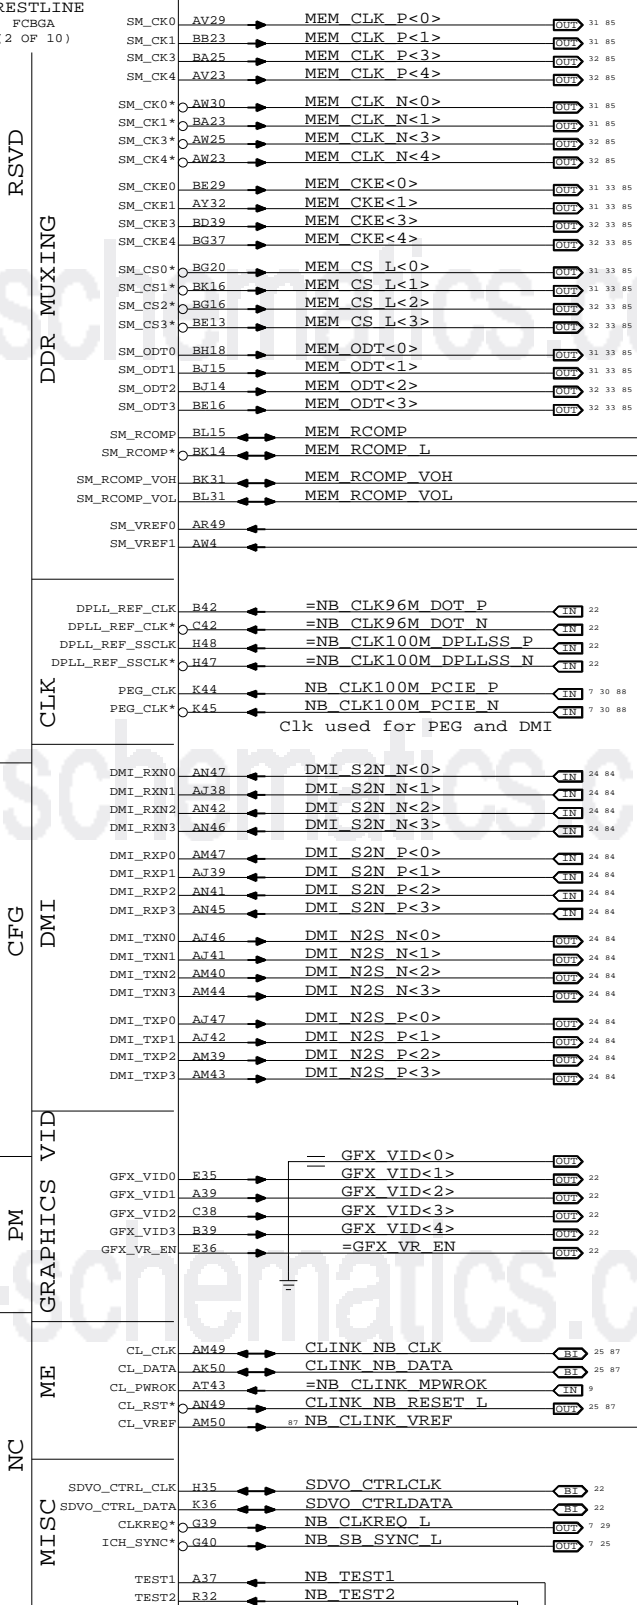 RESTLINE
FCBGA
(2 OF 10)
RSVD
DDR MUXING
SM_CK0 AV29 MEM_CLK_P<0> OUT 31 85
SM_CK1 BB23 MEM_CLK_P<1> OUT 31 85
SM_CK3 BA25 MEM_CLK_P<3> OUT 32 85
SM_CK4 AV23 MEM_CLK_P<4> OUT 32 85
SM_CK0* AW30 MEM_CLK_N<0> OUT 31 85
SM_CK1* BA23 MEM_CLK_N<1> OUT 31 85
SM_CK3* AW25 MEM_CLK_N<3> OUT 32 85
SM_CK4* AW23 MEM_CLK_N<4> OUT 32 85
SM_CKE0 BE29 MEM_CKE<0> OUT 31 33 85
SM_CKE1 AY32 MEM_CKE<1> OUT 31 33 85
SM_CKE3 BD39 MEM_CKE<3> OUT 32 33 85
SM_CKE4 BG37 MEM_CKE<4> OUT 32 33 85
SM_CS0* BG20 MEM_CS_L<0> OUT 31 33 85
SM_CS1* BK16 MEM_CS_L<1> OUT 31 33 85
SM_CS2* BG16 MEM_CS_L<2> OUT 32 33 85
SM_CS3* BE13 MEM_CS_L<3> OUT 32 33 85
SM_ODT0 BH18 MEM_ODT<0> OUT 31 33 85
SM_ODT1 BJ15 MEM_ODT<1> OUT 31 33 85
SM_ODT2 BJ14 MEM_ODT<2> OUT 32 33 85
SM_ODT3 BE16 MEM_ODT<3> OUT 32 33 85
SM_RCOMP BL15 MEM_RCOMP
SM_RCOMP* BK14 MEM_RCOMP_L
SM_RCOMP_VOH BK31 MEM_RCOMP_VOH
SM_RCOMP_VOL BL31 MEM_RCOMP_VOL
SM_VREF0 AR49
SM_VREF1 AW4
CLK
DPLL_REF_CLK B42 =NB_CLK96M_DOT_P IN 22
DPLL_REF_CLK* C42 =NB_CLK96M_DOT_N IN 22
DPLL_REF_SSCLK H48 =NB_CLK100M_DPLLSS_P IN 22
DPLL_REF_SSCLK* H47 =NB_CLK100M_DPLLSS_N IN 22
PEG_CLK K44 NB_CLK100M_PCIE_P IN 7 30 88
PEG_CLK* K45 NB_CLK100M_PCIE_N IN 7 30 88
Clk used for PEG and DMI
CFG
DMI
DMI_RXN0 AN47 DMI_S2N_N<0> IN 24 84
DMI_RXN1 AJ38 DMI_S2N_N<1> IN 24 84
DMI_RXN2 AN42 DMI_S2N_N<2> IN 24 84
DMI_RXN3 AN46 DMI_S2N_N<3> IN 24 84
DMI_RXP0 AM47 DMI_S2N_P<0> IN 24 84
DMI_RXP1 AJ39 DMI_S2N_P<1> IN 24 84
DMI_RXP2 AN41 DMI_S2N_P<2> IN 24 84
DMI_RXP3 AN45 DMI_S2N_P<3> IN 24 84
DMI_TXN0 AJ46 DMI_N2S_N<0> OUT 24 84
DMI_TXN1 AJ41 DMI_N2S_N<1> OUT 24 84
DMI_TXN2 AM40 DMI_N2S_N<2> OUT 24 84
DMI_TXN3 AM44 DMI_N2S_N<3> OUT 24 84
DMI_TXP0 AJ47 DMI_N2S_P<0> OUT 24 84
DMI_TXP1 AJ42 DMI_N2S_P<1> OUT 24 84
DMI_TXP2 AM39 DMI_N2S_P<2> OUT 24 84
DMI_TXP3 AM43 DMI_N2S_P<3> OUT 24 84
PM
GRAPHICS VID
GFX_VID<0> OUT
GFX_VID0 E35 GFX_VID<1> OUT 22
GFX_VID1 A39 GFX_VID<2> OUT 22
GFX_VID2 C38 GFX_VID<3> OUT 22
GFX_VID3 B39 GFX_VID<4> OUT 22
GFX_VR_EN E36 =GFX_VR_EN OUT 22
ME
CL_CLK AM49 CLINK_NB_CLK BI 25 87
CL_DATA AK50 CLINK_NB_DATA BI 25 87
CL_PWROK AT43 =NB_CLINK_MPWROK IN 9
CL_RST* AN49 CLINK_NB_RESET_L OUT 25 87
CL_VREF AM50 87 NB_CLINK_VREF
NC
MISC
SDVO_CTRL_CLK H35 SDVO_CTRLCLK BI 22
SDVO_CTRL_DATA K36 SDVO_CTRLDATA BI 22
CLKREQ* G39 NB_CLKREQ_L OUT 7 29
ICH_SYNC* G40 NB_SB_SYNC_L OUT 7 25
TEST1 A37 NB_TEST1
TEST2 R32 NB_TEST2
schematics.c
schematics.c
-schematics.c